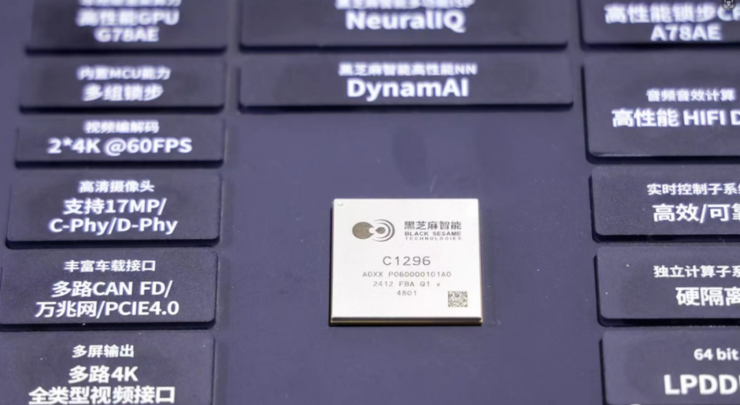 高性能GPU
G78AE
内置MCU能力
多组锁步
视频编解码
2*4K @60FPS
高清摄像头
支持17MP/
C-Phy/D-Phy
丰富车载接口
多路CAN FD/
万兆网/PCIE4.0
多屏输出
多路4K
全类型视频接口
NeuralIQ
黑芝麻智能高性能NN
DynamAI
黑芝麻智能
BLACK SESAME
TECHNOLOGIES
C1296
A0XX P060000101A0
2412 FBA Q1
4801
高性能锁步
A78AE
音频音效计算
高性能 HIFI
实时控制子系
高效/可
独立计算子系
硬隔
64 bit